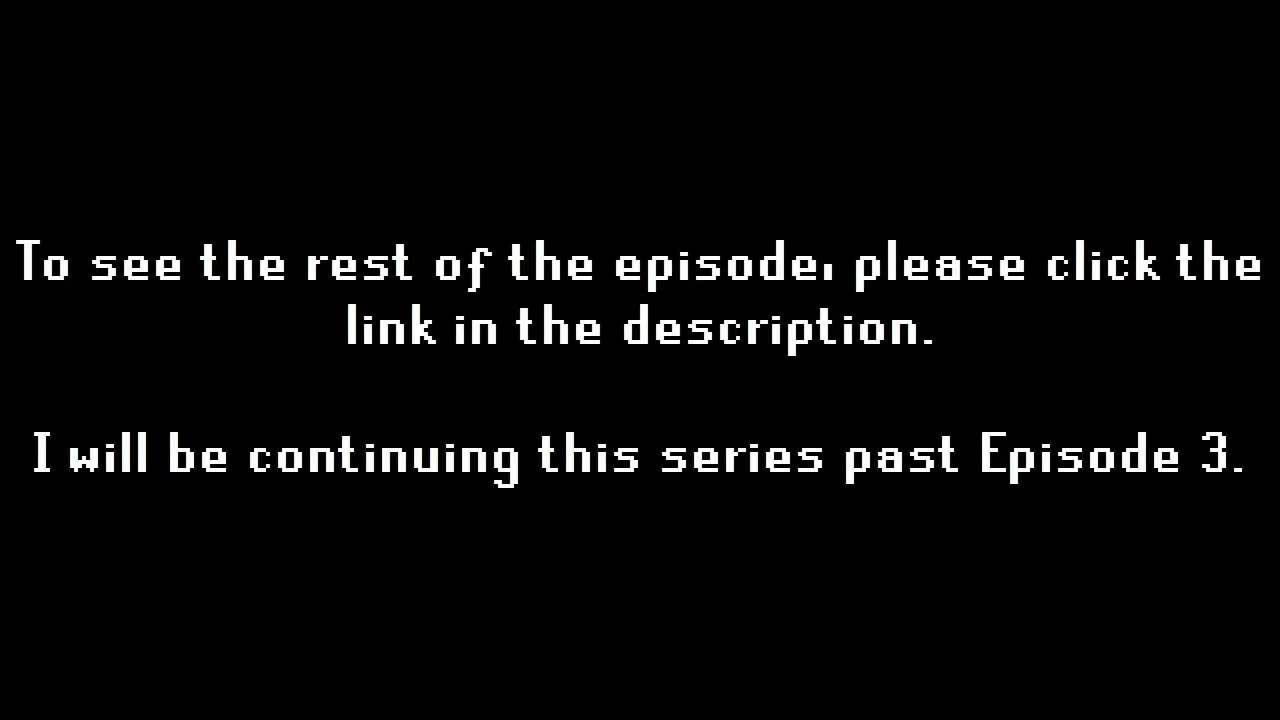 To see the rest of the episode, please click the
link in the description.
I will be continuing this series past Episode 3.